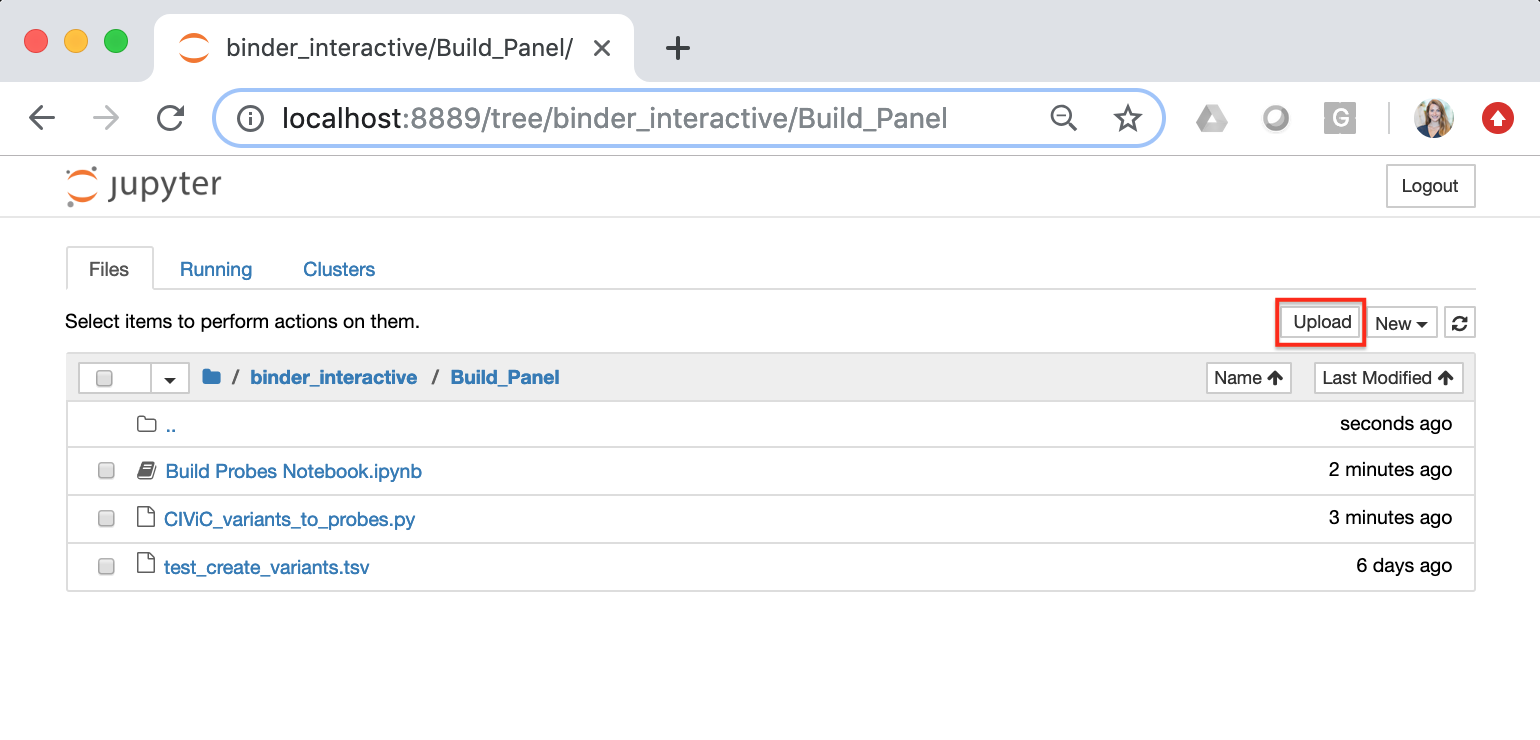 binder_interactive/Build_Panel/
localhost:8889/tree/binder_interactive/Build_Panel
G
jupyter
Logout
Files Running Clusters
Select items to perform actions on them.
Upload New
/ binder_interactive / Build_Panel Name Last Modified
.. seconds ago
Build Probes Notebook.ipynb 2 minutes ago
CIViC_variants_to_probes.py 3 minutes ago
test_create_variants.tsv 6 days ago